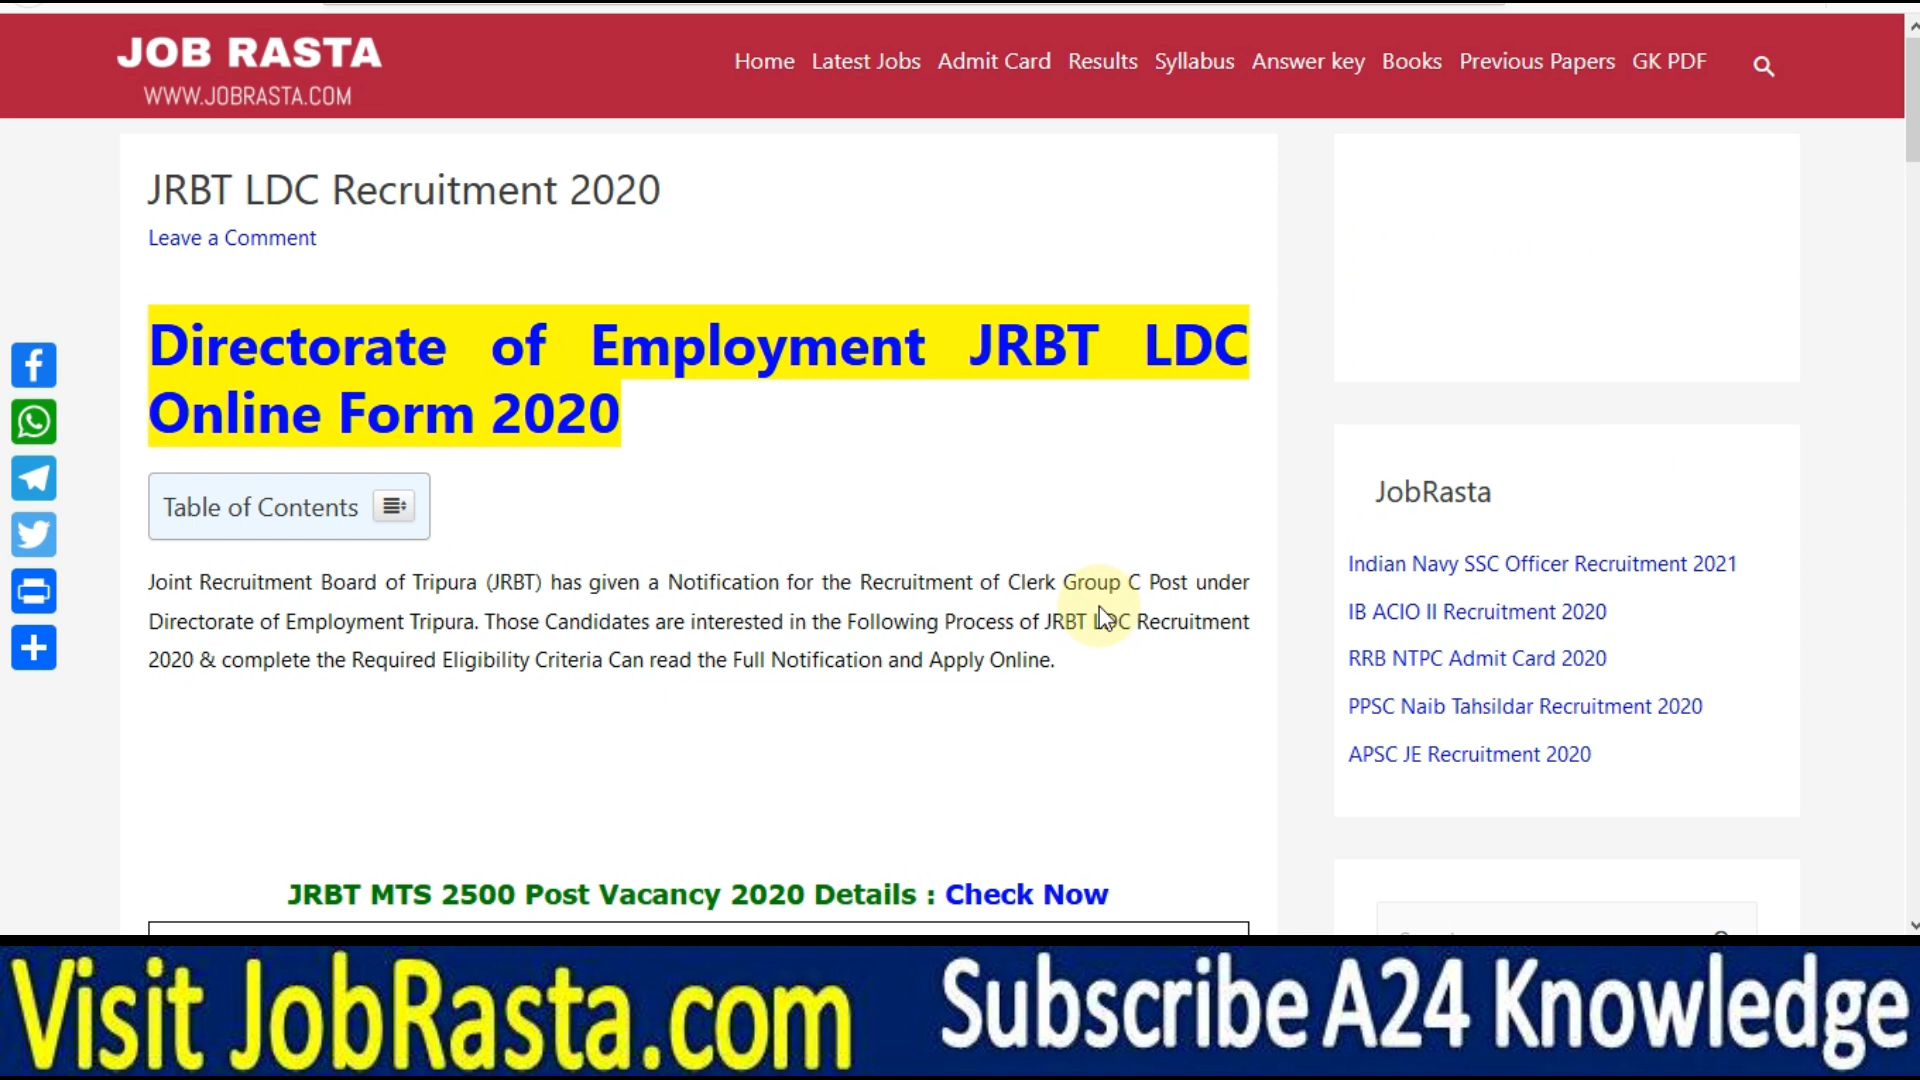 JOB RASTA
WWW.JOBRASTA.COM
Home Latest Jobs Admit Card Results Syllabus Answer key Books Previous Papers GK PDF
JRBT LDC Recruitment 2020
Leave a Comment
Directorate of Employment JRBT LDC
Online Form 2020
Table of Contents
Joint Recruitment Board of Tripura (JRBT) has given a Notification for the Recruitment of Clerk Group C Post under
Directorate of Employment Tripura. Those Candidates are interested in the Following Process of JRBT LDC Recruitment
2020 & complete the Required Eligibility Criteria Can read the Full Notification and Apply Online.
JRBT MTS 2500 Post Vacancy 2020 Details : Check Now
JobRasta
Indian Navy SSC Officer Recruitment 2021
IB ACIO II Recruitment 2020
RRB NTPC Admit Card 2020
PPSC Naib Tahsildar Recruitment 2020
APSC JE Recruitment 2020
Visit JobRasta.com Subscribe A24 Knowledge